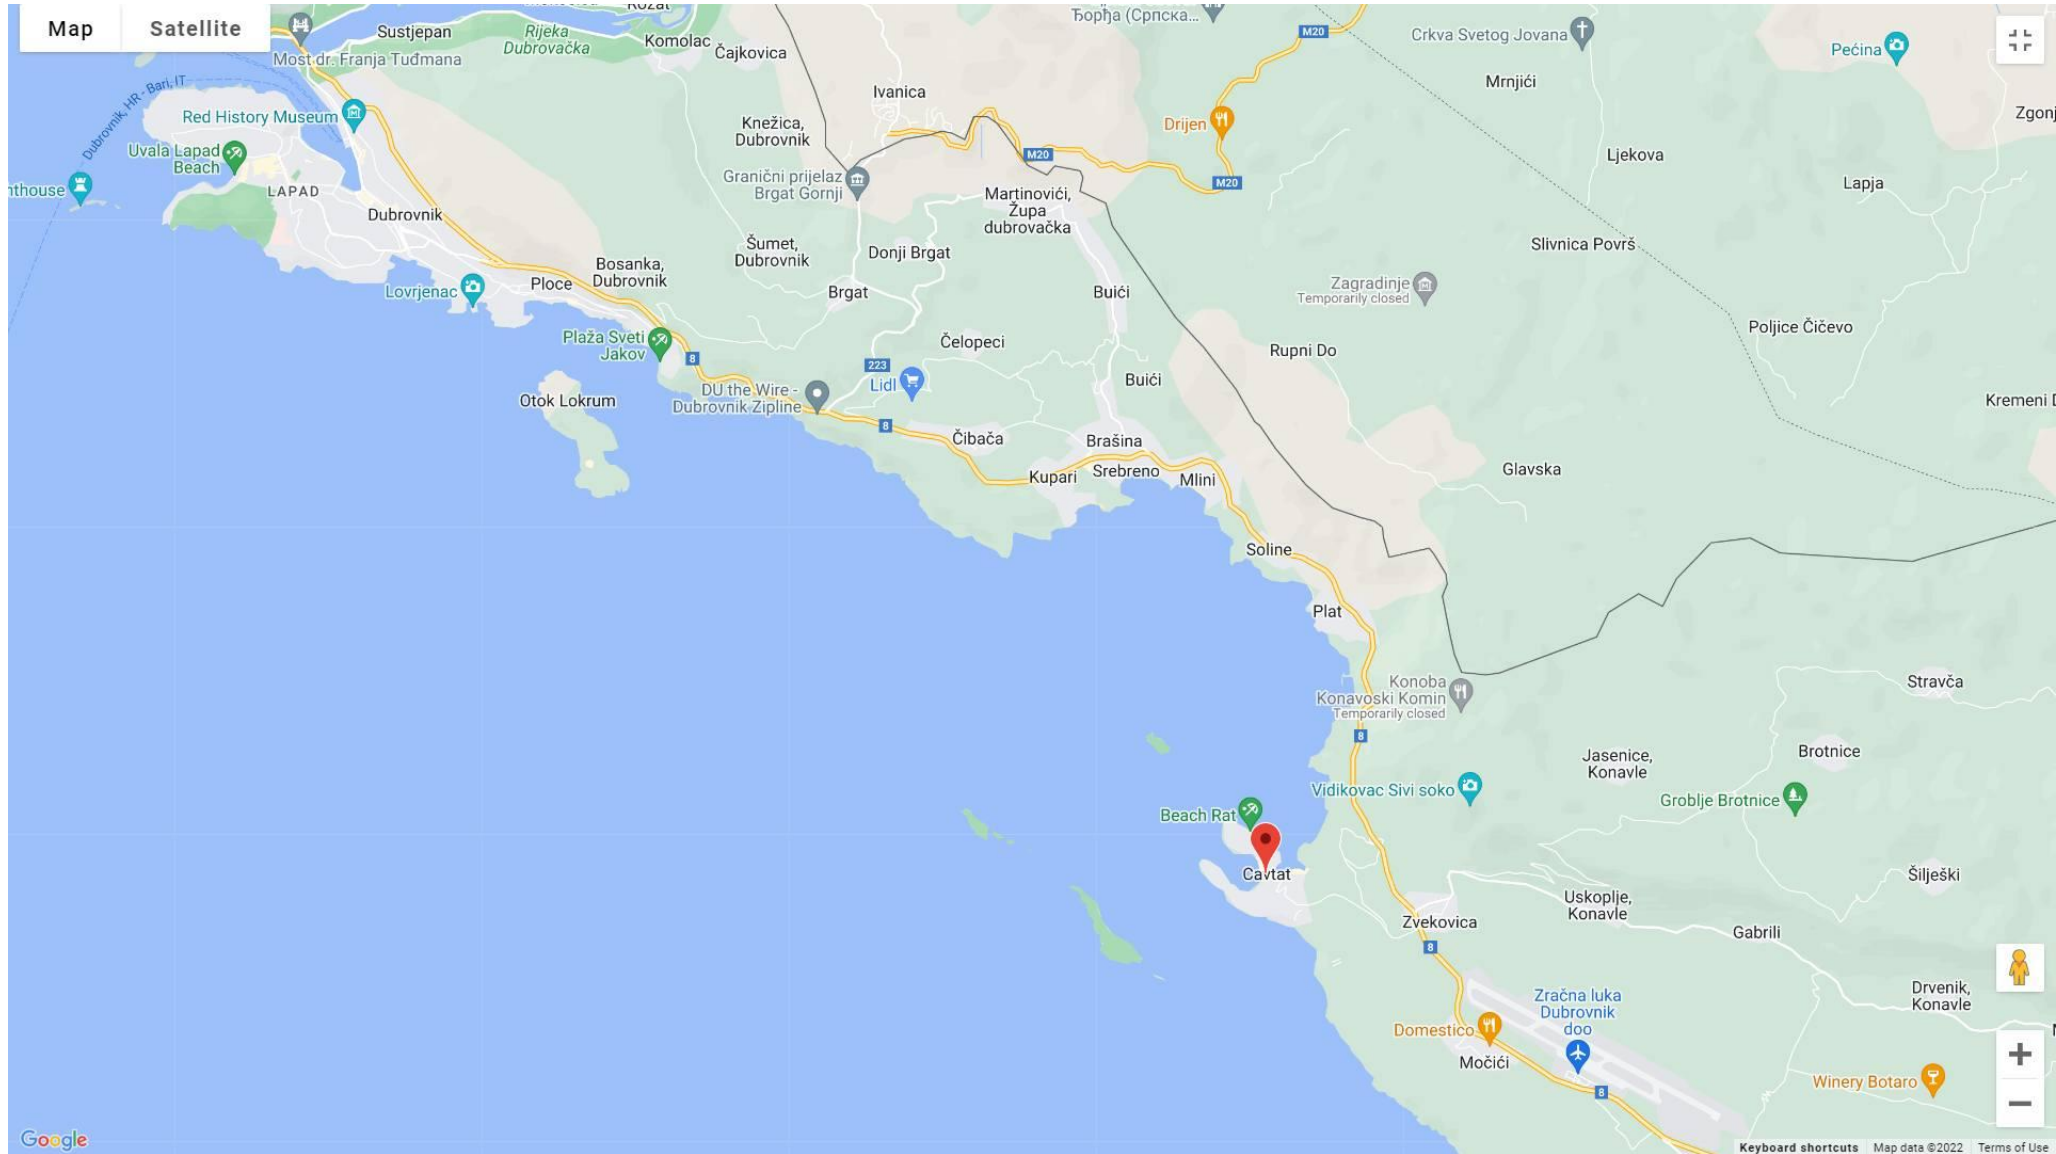 Map
Satellite
Rožat
Ђорђа (Српска...
Sustjepan
Rijeka
Dubrovačka
Komolac
Čajkovica
M20
Crkva Svetog Jovana
Pećina
Most dr. Franja Tuđmana
Dubrovnik, HR - Bari, IT
Ivanica
Mrnjići
Red History Museum
Knežica,
Dubrovnik
Drijen
Uvala Lapad
Beach
M20
Ljekova
LAPAD
Granični prijelaz
Brgat Gornji
M20
Lapja
Martinovići,
Župa
dubrovačka
Dubrovnik
Šumet,
Dubrovnik
Donji Brgat
Slivnica Površ
Bosanka,
Dubrovnik
Lovrjenac
Ploce
Brgat
Buići
Zagradinje
Temporarily closed
Poljice Čičevo
Plaža Sveti
Jakov
8
Čelopeci
Rupni Do
223
Lidl
Buići
DU the Wire -
Dubrovnik Zipline
Otok Lokrum
8
Čibača
Brašina
Kupari
Srebreno
Mlini
Glavska
Soline
Plat
Konoba
Konavoski Komin
Temporarily closed
Stravča
8
Jasenice,
Konavle
Brotnice
Vidikovac Sivi soko
Groblje Brotnice
Beach Rat
Cavtat
Šilješki
Uskoplje,
Konavle
Zvekovica
Gabrili
8
Zračna luka
Dubrovnik
doo
Drvenik,
Konavle
Domestico
Močići
8
Winery Botaro
Google
Keyboard shortcuts
Map data ©2022
Terms of Use